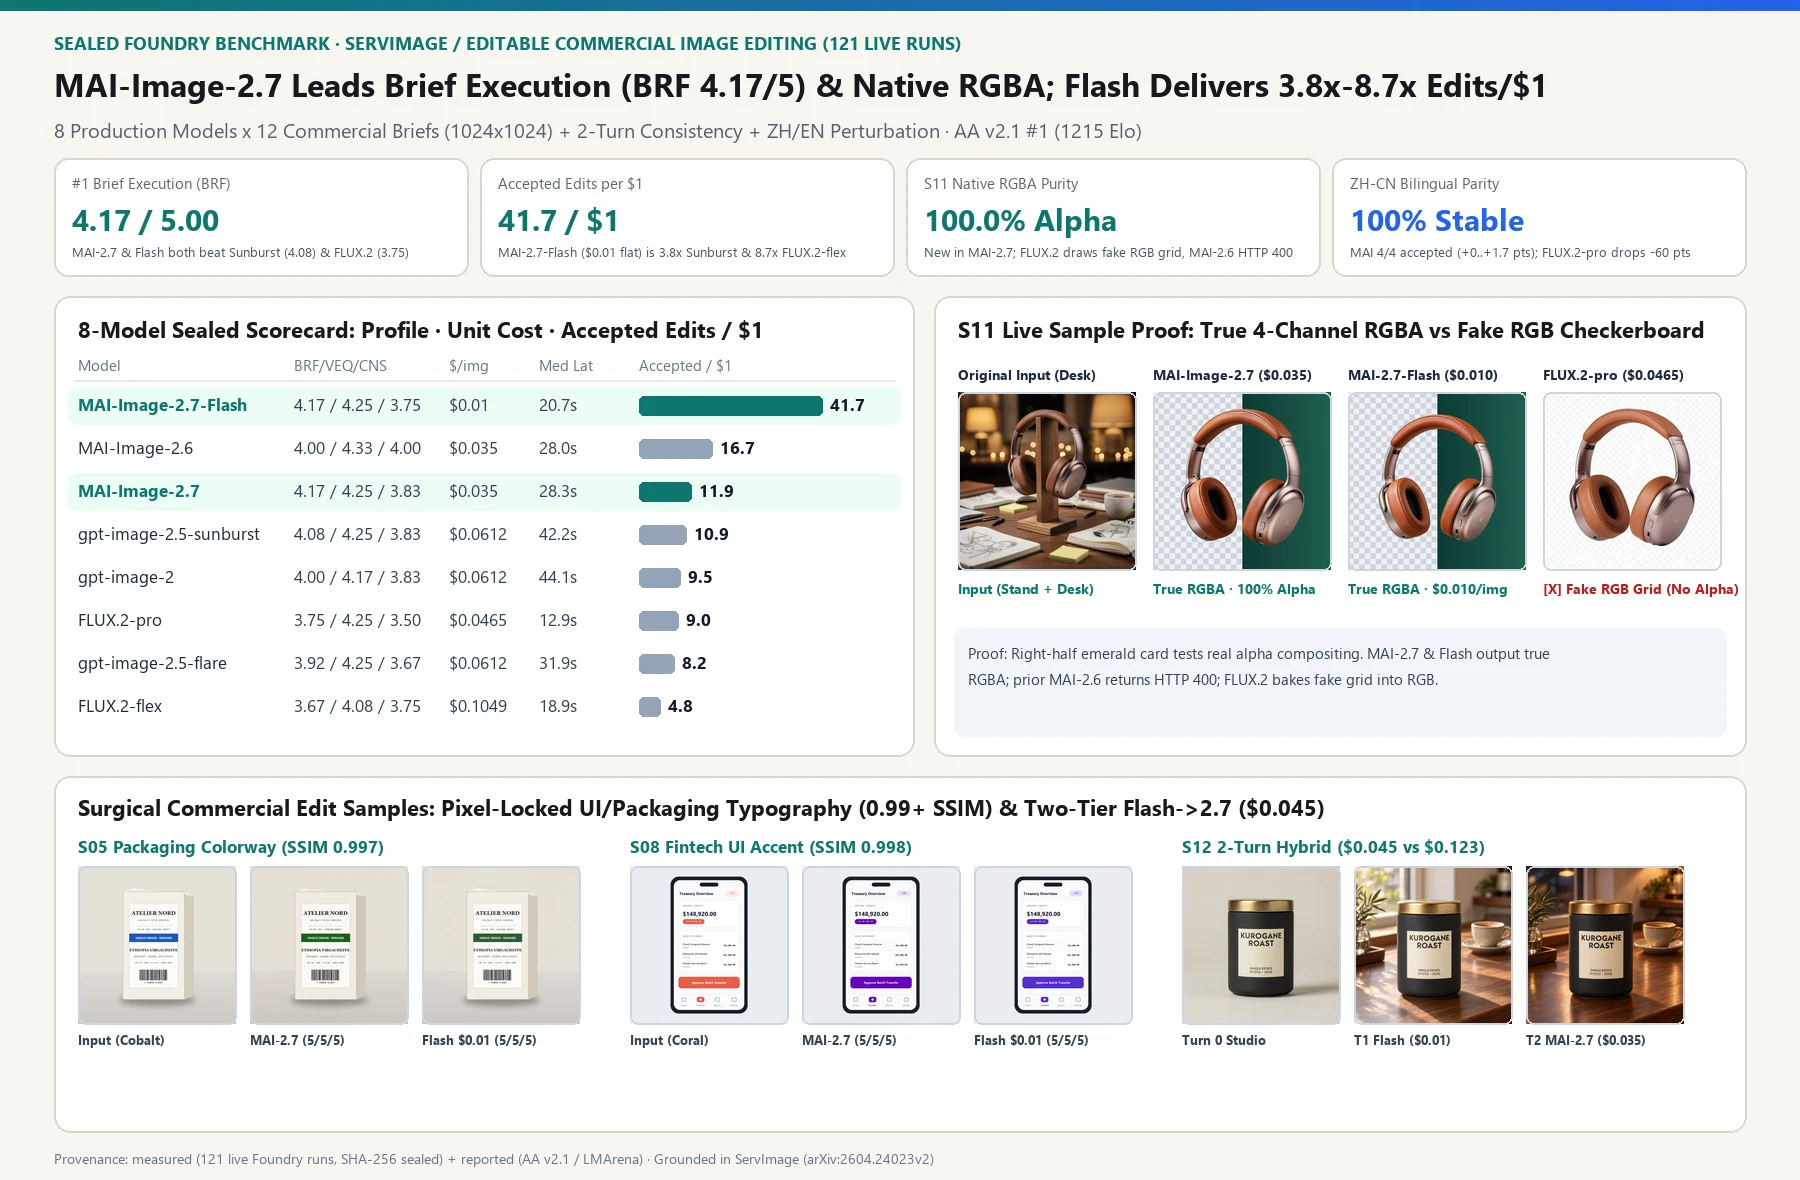 SEALED FOUNDRY BENCHMARK · SERVIMAGE / EDITABLE COMMERCIAL IMAGE EDITING (121 LIVE RUNS)
MAI-Image-2.7 Leads Brief Execution (BRF 4.17/5) & Native RGBA; Flash Delivers 3.8x-8.7x Edits/$1
8 Production Models x 12 Commercial Briefs (1024x1024) + 2-Turn Consistency + ZH/EN Perturbation · AA v2.1 #1 (1215 Elo)
#1 Brief Execution (BRF)
4.17 / 5.00
MAI-2.7 & Flash both beat Sunburst (4.08) & FLUX.2 (3.75)
Accepted Edits per $1
41.7 / $1
MAI-2.7-Flash ($0.01 flat) is 3.8x Sunburst & 8.7x FLUX.2-flex
S11 Native RGBA Purity
100.0% Alpha
New in MAI-2.7; FLUX.2 draws fake RGB grid, MAI-2.6 HTTP 400
ZH-CN Bilingual Parity
100% Stable
MAI 4/4 accepted (+0..+1.7 pts); FLUX.2-pro drops -60 pts
8-Model Sealed Scorecard: Profile · Unit Cost · Accepted Edits / $1
Model BRF/VEQ/CNS $/img Med Lat Accepted / $1
MAI-Image-2.7-Flash 4.17 / 4.25 / 3.75 $0.01 20.7s 41.7
MAI-Image-2.6 4.00 / 4.33 / 4.00 $0.035 28.0s 16.7
MAI-Image-2.7 4.17 / 4.25 / 3.83 $0.035 28.3s 11.9
gpt-image-2.5-sunburst 4.08 / 4.25 / 3.83 $0.0612 42.2s 10.9
gpt-image-2 4.00 / 4.17 / 3.83 $0.0612 44.1s 9.5
FLUX.2-pro 3.75 / 4.25 / 3.50 $0.0465 12.9s 9.0
gpt-image-2.5-flare 3.92 / 4.25 / 3.67 $0.0612 31.9s 8.2
FLUX.2-flex 3.67 / 4.08 / 3.75 $0.1049 18.9s 4.8
S11 Live Sample Proof: True 4-Channel RGBA vs Fake RGB Checkerboard
Original Input (Desk) MAI-Image-2.7 ($0.035) MAI-2.7-Flash ($0.010) FLUX.2-pro ($0.0465)
Input (Stand + Desk) True RGBA · 100% Alpha True RGBA · $0.010/img [X] Fake RGB Grid (No Alpha)
Proof: Right-half emerald card tests real alpha compositing. MAI-2.7 & Flash output true
RGBA; prior MAI-2.6 returns HTTP 400; FLUX.2 bakes fake grid into RGB.
Surgical Commercial Edit Samples: Pixel-Locked UI/Packaging Typography (0.99+ SSIM) & Two-Tier Flash->2.7 ($0.045)
S05 Packaging Colorway (SSIM 0.997)
ATELIER NORD
ETHIOPIA YIRGACHEFFE
ATELIER NORD
ETHIOPIA YIRGACHEFFE
ATELIER NORD
ETHIOPIA YIRGACHEFFE
Input (Cobalt) MAI-2.7 (5/5/5) Flash $0.01 (5/5/5)
S08 Fintech UI Accent (SSIM 0.998)
Treasury Overview
$148,920.00
Approve Batch Transfer
Treasury Overview
$148,920.00
Approve Batch Transfer
Treasury Overview
$148,920.00
Approve Batch Transfer
Input (Coral) MAI-2.7 (5/5/5) Flash $0.01 (5/5/5)
S12 2-Turn Hybrid ($0.045 vs $0.123)
KUROGANE
ROAST
KUROGANE
ROAST
KUROGANE
ROAST
Turn 0 Studio T1 Flash ($0.01) T2 MAI-2.7 ($0.035)
Provenance: measured (121 live Foundry runs, SHA-256 sealed) + reported (AA v2.1 / LMArena) · Grounded in ServImage (arXiv:2604.24023v2)